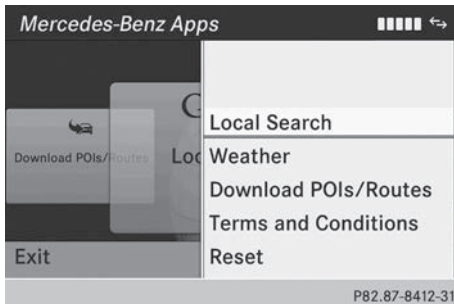 Mercedes-Benz Apps
G
Local Search
Download POIs/Routes
Loc
Weather
Download POIs/Routes
Terms and Conditions
Exit
Reset
P82.87-8412-31